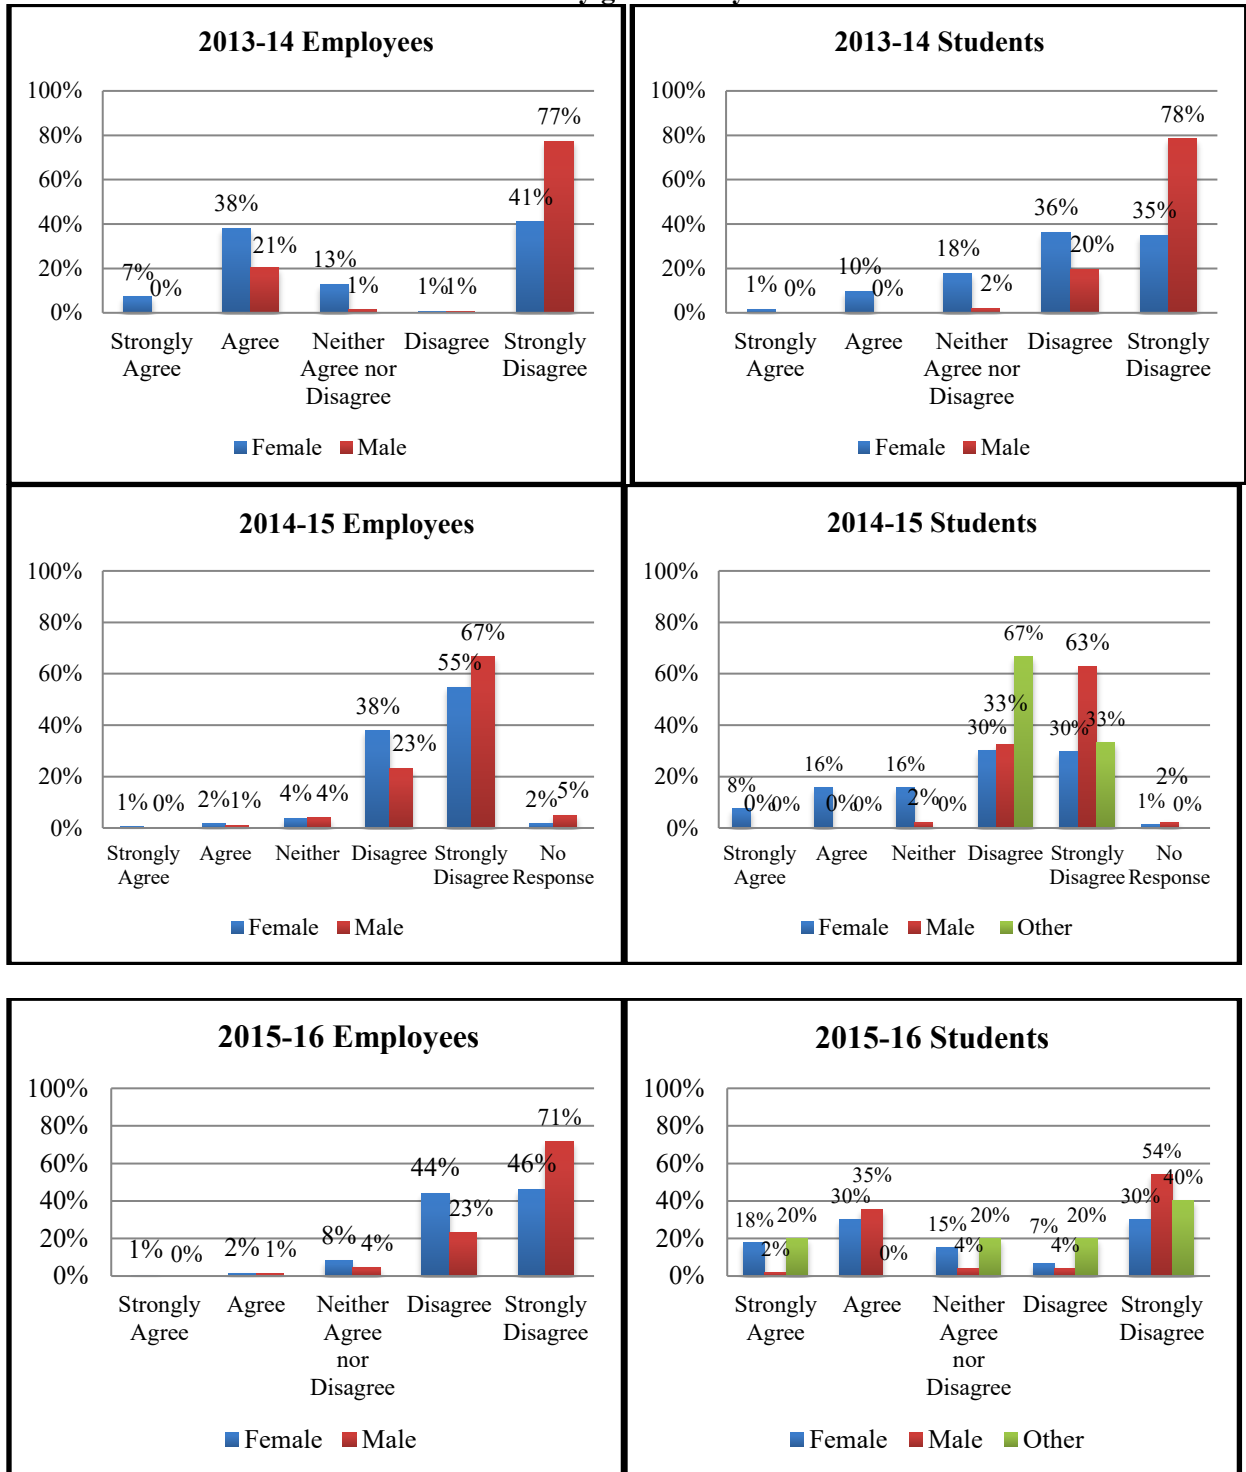 2013-14 Employees
100%
80%
60%
40%
20%
0%
7%
0%
38%
21%
13%
1%
1%
1%
41%
77%
Strongly Agree
Agree
Neither Agree nor Disagree
Disagree
Strongly Disagree
Female
Male
2013-14 Students
100%
80%
60%
40%
20%
0%
1%
0%
10%
0%
18%
2%
36%
20%
35%
78%
Strongly Agree
Agree
Neither Agree nor Disagree
Disagree
Strongly Disagree
Female
Male
2014-15 Employees
100%
80%
60%
40%
20%
0%
1%
0%
2%
1%
4%
4%
38%
23%
55%
67%
2%
5%
Strongly Agree
Agree
Neither
Disagree
Strongly Disagree
No Response
Female
Male
2014-15 Students
100%
80%
60%
40%
20%
0%
8%
0%
0%
16%
0%
0%
16%
2%
0%
30%
33%
67%
30%
63%
33%
1%
2%
0%
Strongly Agree
Agree
Neither
Disagree
Strongly Disagree
No Response
Female
Male
Other
2015-16 Employees
100%
80%
60%
40%
20%
0%
1%
0%
2%
1%
8%
4%
44%
23%
46%
71%
Strongly Agree
Agree
Neither Agree nor Disagree
Disagree
Strongly Disagree
Female
Male
2015-16 Students
100%
80%
60%
40%
20%
0%
18%
2%
20%
30%
35%
0%
15%
4%
20%
7%
4%
20%
30%
54%
40%
Strongly Agree
Agree
Neither Agree nor Disagree
Disagree
Strongly Disagree
Female
Male
Other